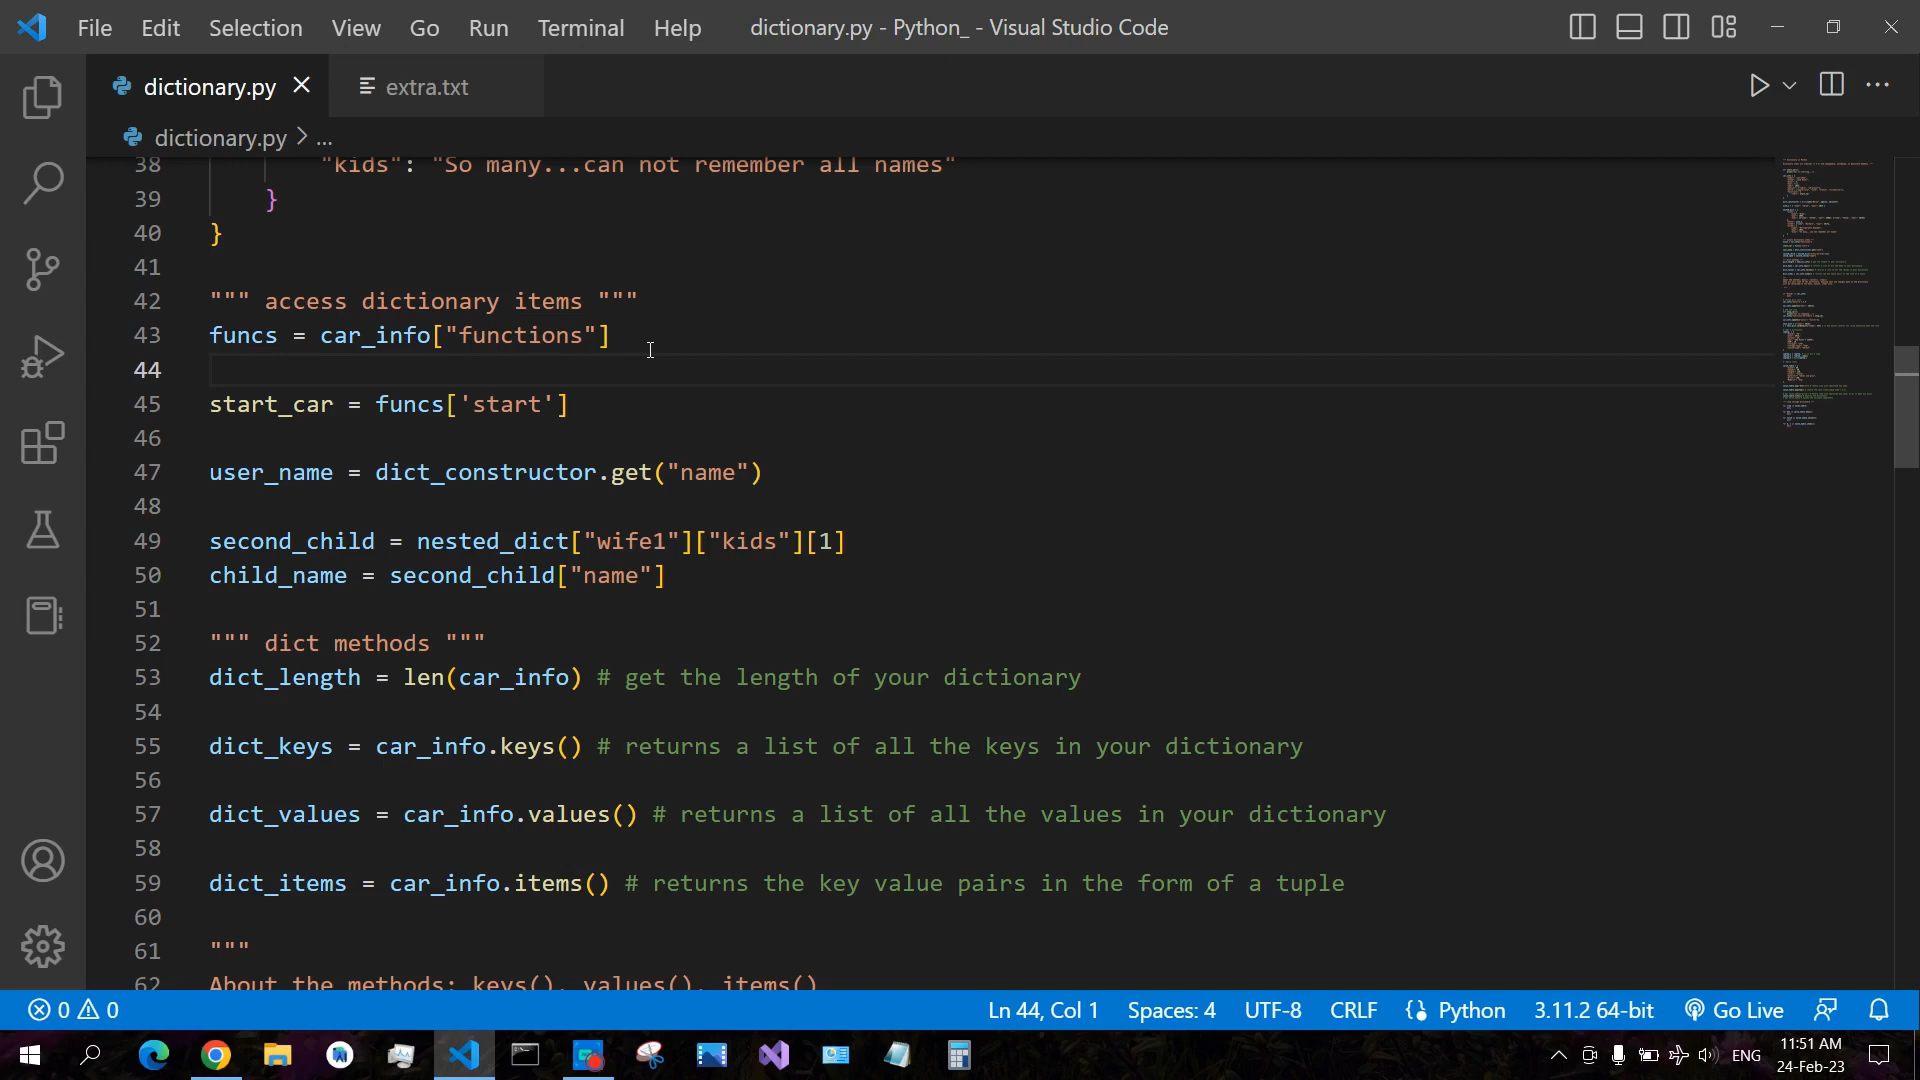 File Edit Selection View Go Run Terminal Help dictionary.py - Python_ - Visual Studio Code
dictionary.py extra.txt
dictionary.py > ...
38 "kids": "So many...can not remember all names"
39 }
40 }
41
42 """ access dictionary items """
43 funcs = car_info["functions"]
44
45 start_car = funcs['start']
46
47 user_name = dict_constructor.get("name")
48
49 second_child = nested_dict["wife1"]["kids"][1]
50 child_name = second_child["name"]
51
52 """ dict methods """
53 dict_length = len(car_info) # get the length of your dictionary
54
55 dict_keys = car_info.keys() # returns a list of all the keys in your dictionary
56
57 dict_values = car_info.values() # returns a list of all the values in your dictionary
58
59 dict_items = car_info.items() # returns the key value pairs in the form of a tuple
60
61 """
62 About the methods: keys(), values(), items()
0 0 Ln 44, Col 1 Spaces: 4 UTF-8 CRLF Python 3.11.2 64-bit Go Live
ENG 11:51 AM
24-Feb-23